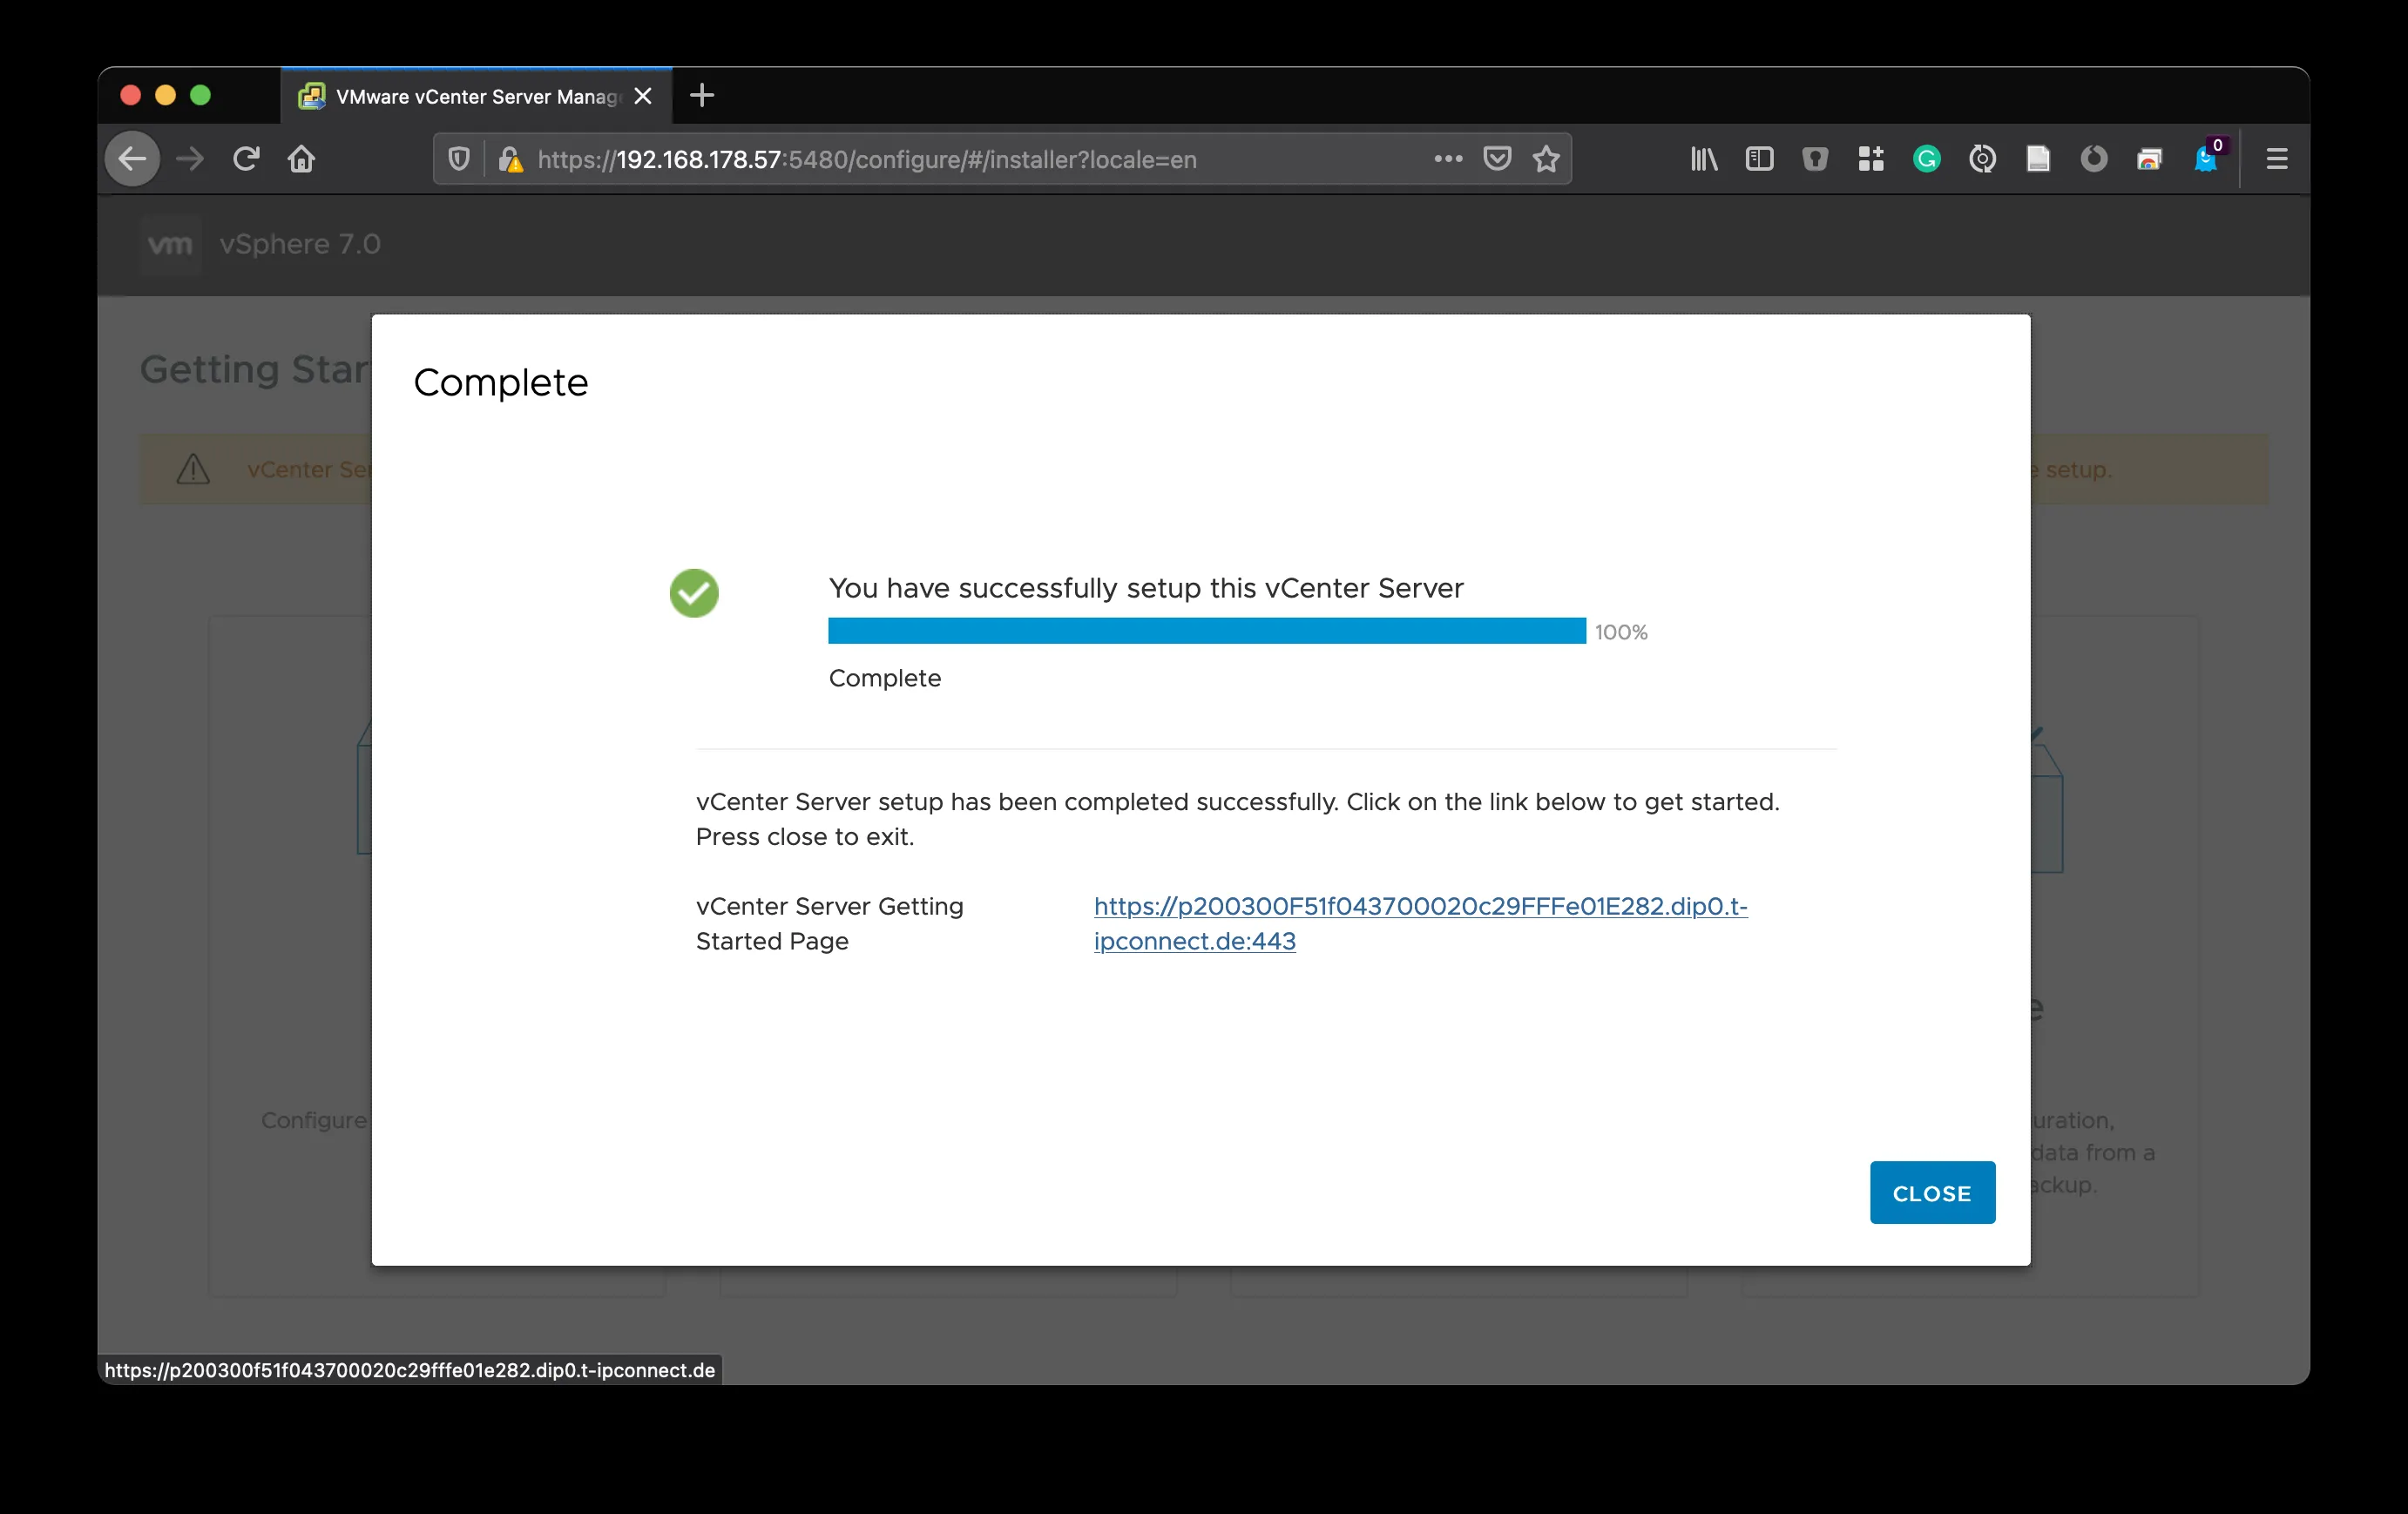 VMware vCenter Server Manag
https://192.168.178.57:5480/configure/#/installer?locale=en
0
vm vSphere 7.0
Getting Star
vCenter Ser
e setup.
Complete
You have successfully setup this vCenter Server
100%
Complete
vCenter Server setup has been completed successfully. Click on the link below to get started.
Press close to exit.
vCenter Server Getting
Started Page
https://p200300F51f043700020c29FFFe01E282.dip0.t-
ipconnect.de:443
e
Configure
uration,
data from a
ackup.
CLOSE
https://p200300f51f043700020c29fffe01e282.dip0.t-ipconnect.de